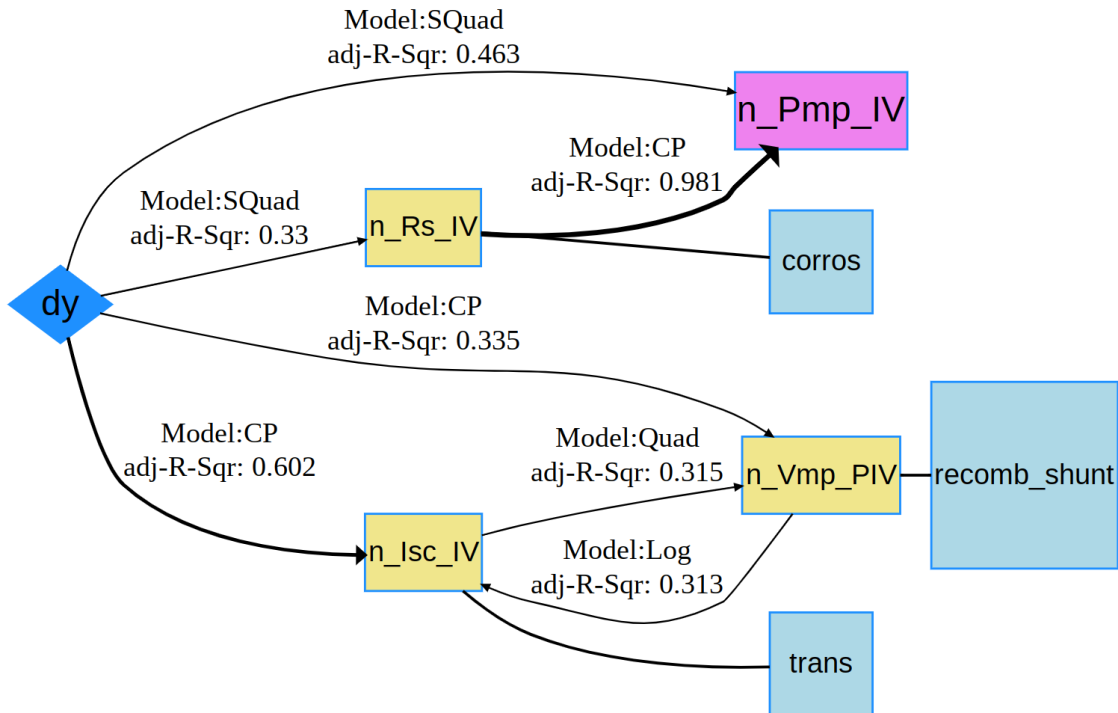 Model:SQuad
adj-R-Sqr: 0.463
n_Pmp_IV
Model:CP
adj-R-Sqr: 0.981
Model:SQuad
adj-R-Sqr: 0.33
n_Rs_IV
corros
dy
Model:CP
adj-R-Sqr: 0.335
Model:CP
adj-R-Sqr: 0.602
Model:Quad
adj-R-Sqr: 0.315
n_Vmp_PIV
recomb_shunt
n_Isc_IV
Model:Log
adj-R-Sqr: 0.313
trans